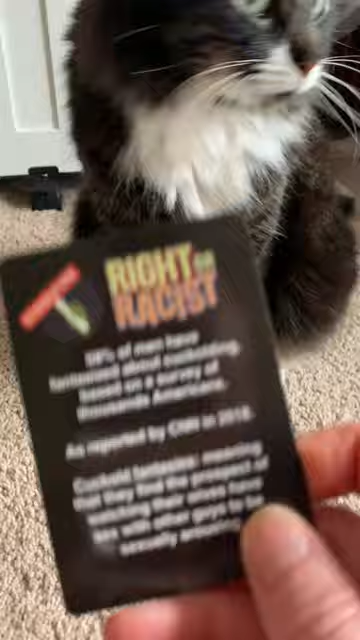 RIGHT OR
RACIST
58% of men have
fantasized about cuckolding,
based on a survey of
thousands Americans.
As reported by CNN in 2018.
Cuckold fantasies: meaning
that they find the prospect of
watching their wives have
sex with other guys to be
sexually arousing